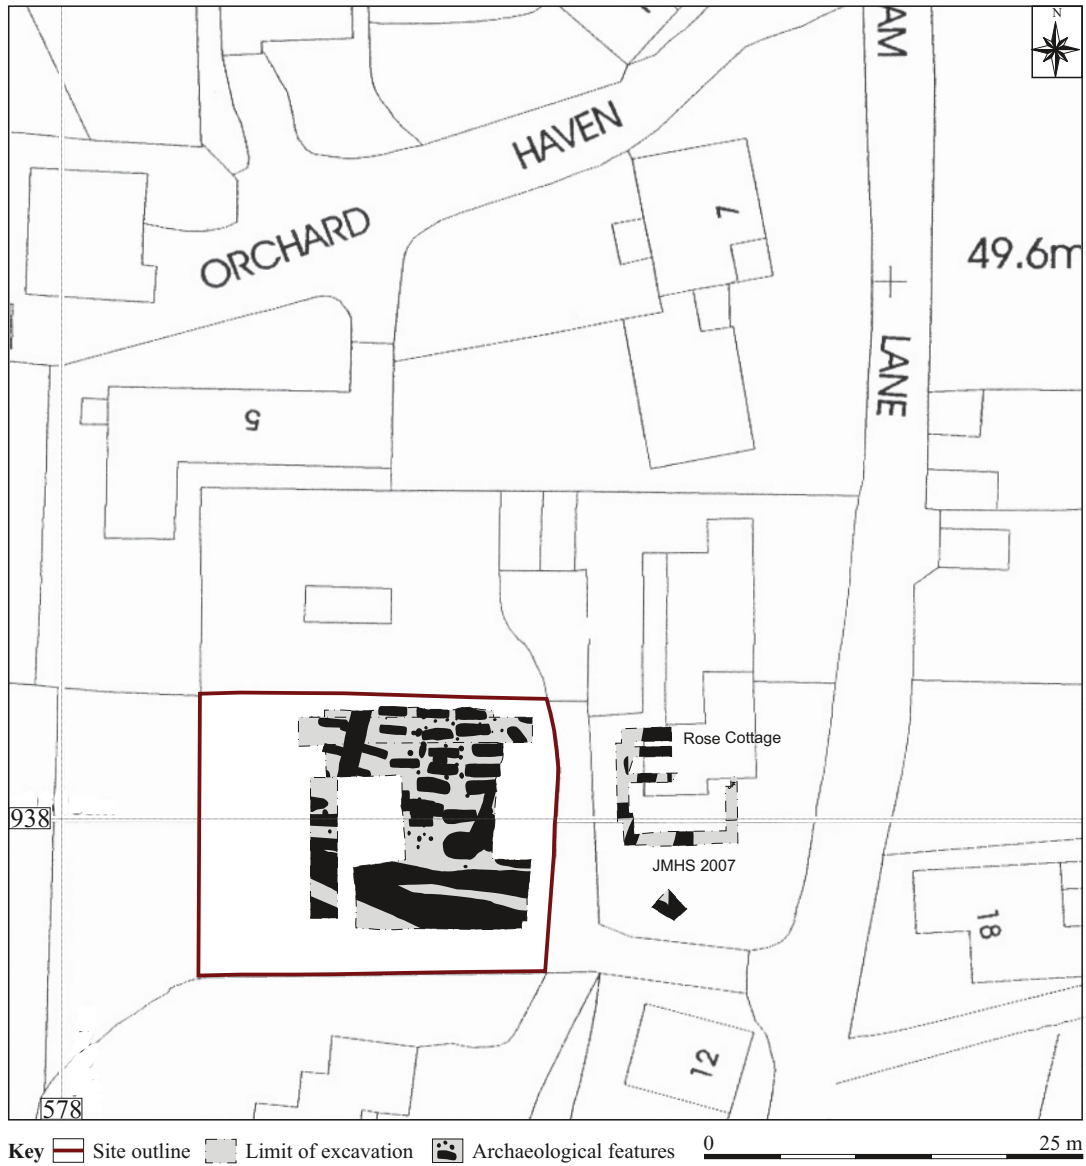 N
AM
HAVEN
ORCHARD
7
49.6m
LANE
5
Rose Cottage
938
JMHS 2007
18
12
578
Key Site outline Limit of excavation Archaeological features 0 25 m